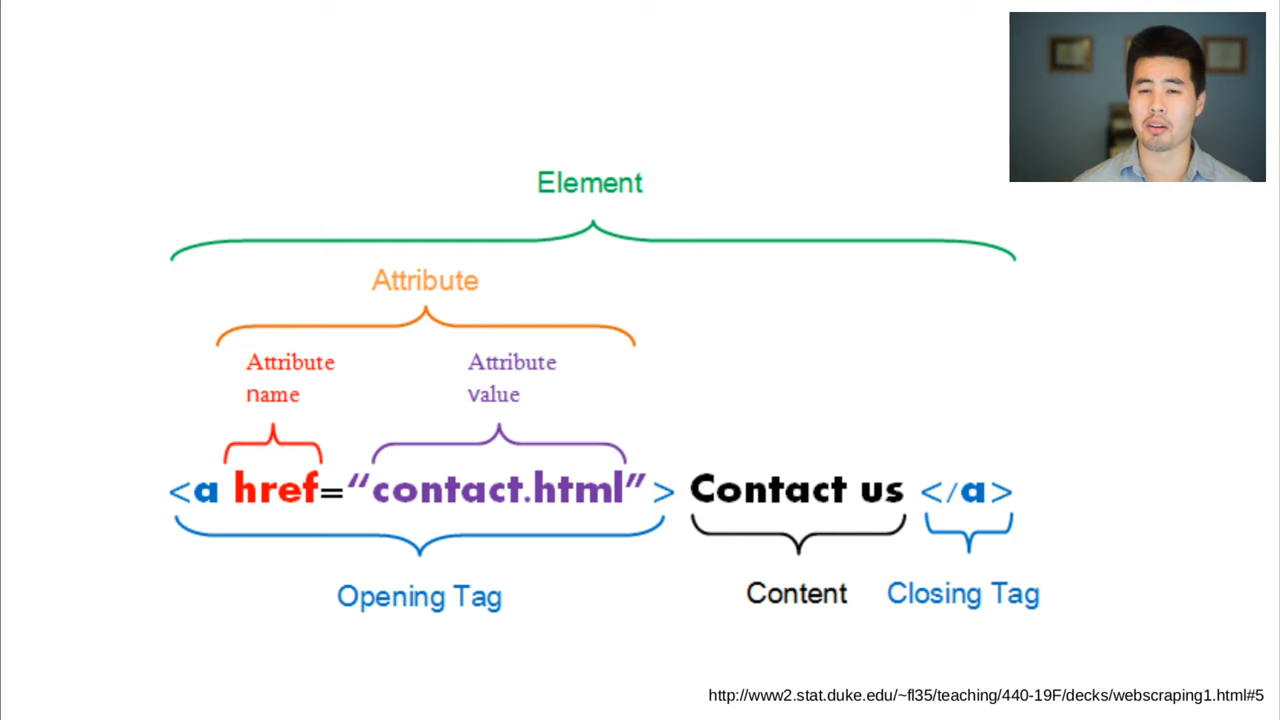 Element
Attribute
Attribute
name
Attribute
value
<a href=“contact.html”> Contact us </a>
Opening Tag
Content
Closing Tag
http://www2.stat.duke.edu/~fl35/teaching/440-19F/decks/webscraping1.html#5